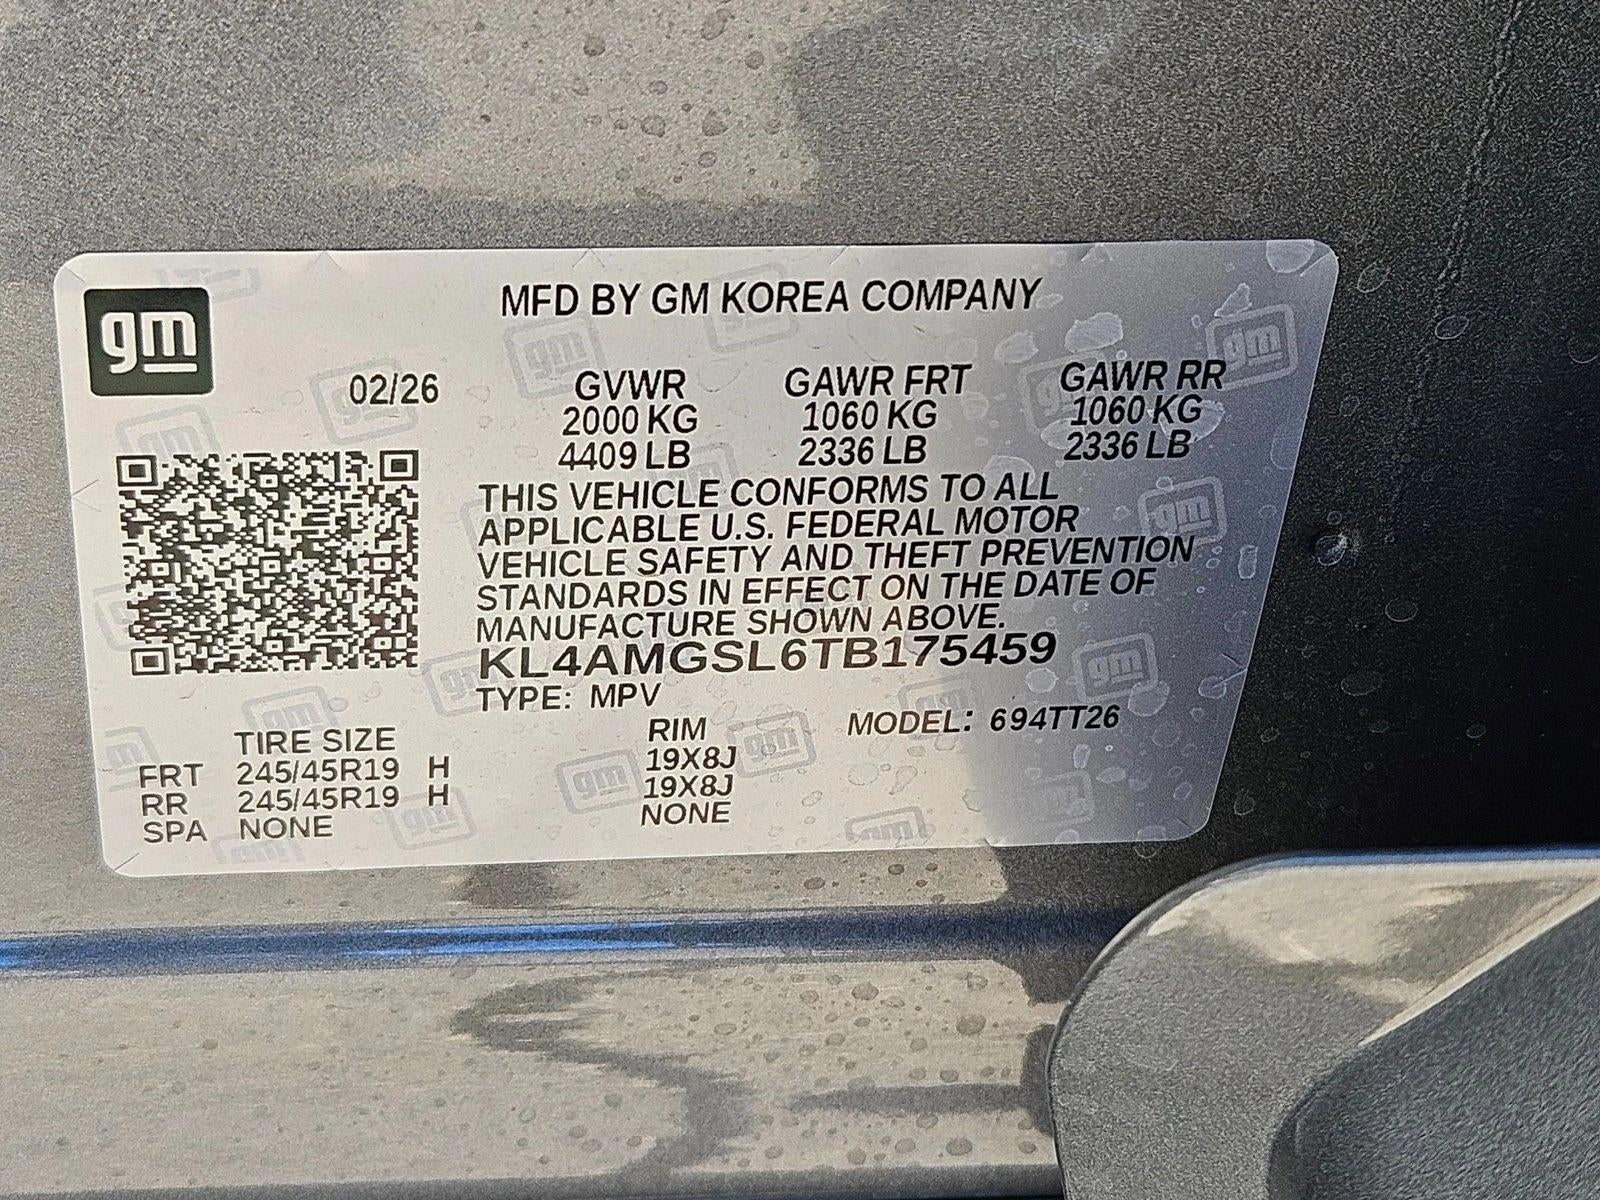 gm
MFD BY GM KOREA COMPANY
02/26
GVWR GAWR FRT GAWR RR
2000 KG 1060 KG 1060 KG
4409 LB 2336 LB 2336 LB
THIS VEHICLE CONFORMS TO ALL
APPLICABLE U.S. FEDERAL MOTOR
VEHICLE SAFETY AND THEFT PREVENTION
STANDARDS IN EFFECT ON THE DATE OF
MANUFACTURE SHOWN ABOVE.
KL4AMGSL6TB175459
TYPE: MPV
MODEL: 694TT26
TIRE SIZE RIM
FRT 245/45R19 H 19X8J
RR 245/45R19 H 19X8J
SPA NONE NONE